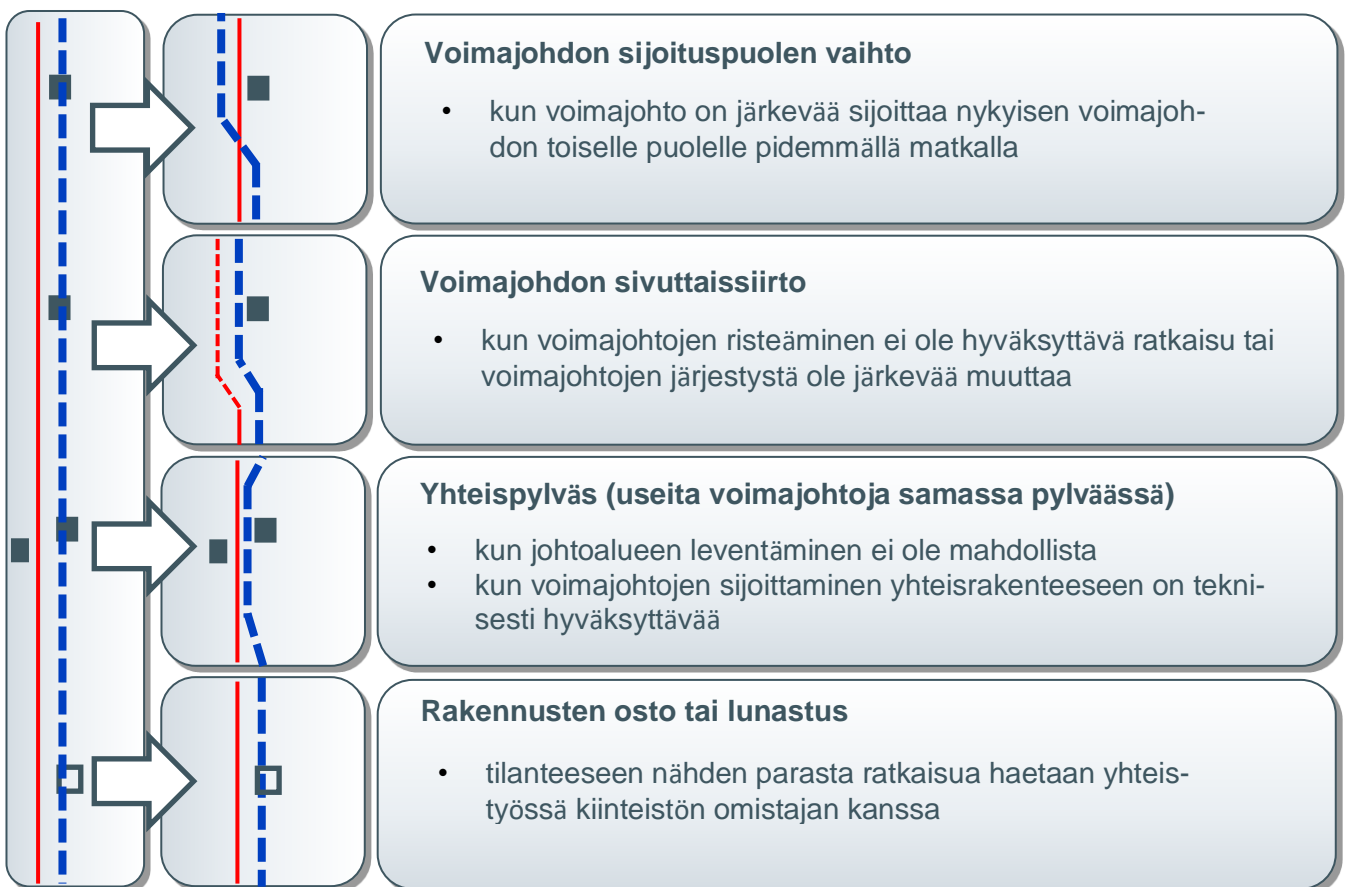 Voimajohdon sijoituspuolen vaihto
• kun voimajohto on järkevää sijoittaa nykyisen voimajoh-
don toiselle puolelle pidemmällä matkalla
Voimajohdon sivuttaissiirto
• kun voimajohtojen risteäminen ei ole hyväksyttävä ratkaisu tai
voimajohtojen järjestystä ole järkevää muuttaa
Yhteispylväs (useita voimajohtoja samassa pylväässä)
• kun johtoalueen leventäminen ei ole mahdollista
• kun voimajohtojen sijoittaminen yhteisrakenteeseen on tekni-
sesti hyväksyttävää
Rakennusten osto tai lunastus
• tilanteeseen nähden parasta ratkaisua haetaan yhteis-
työssä kiinteistön omistajan kanssa